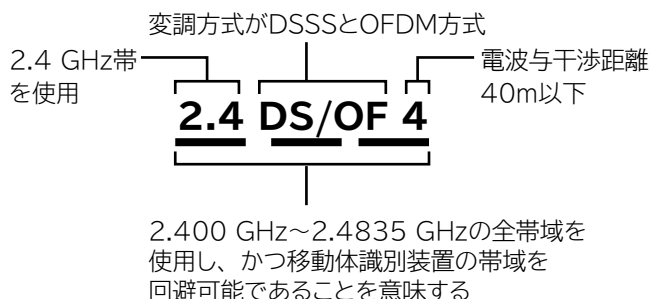 変調方式がDSSSとOFDM方式
2.4 GHz帯
を使用
電波与干渉距離
40m以下
2.4 DS/OF 4
2.400 GHz～2.4835 GHzの全帯域を
使用し、かつ移動体識別装置の帯域を
回避可能であることを意味する